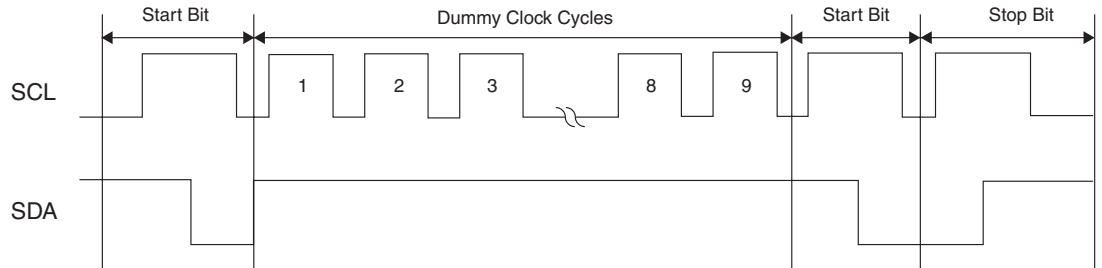 Start Bit Dummy Clock Cycles Start Bit Stop Bit
SCL 1 2 3 8 9
SDA